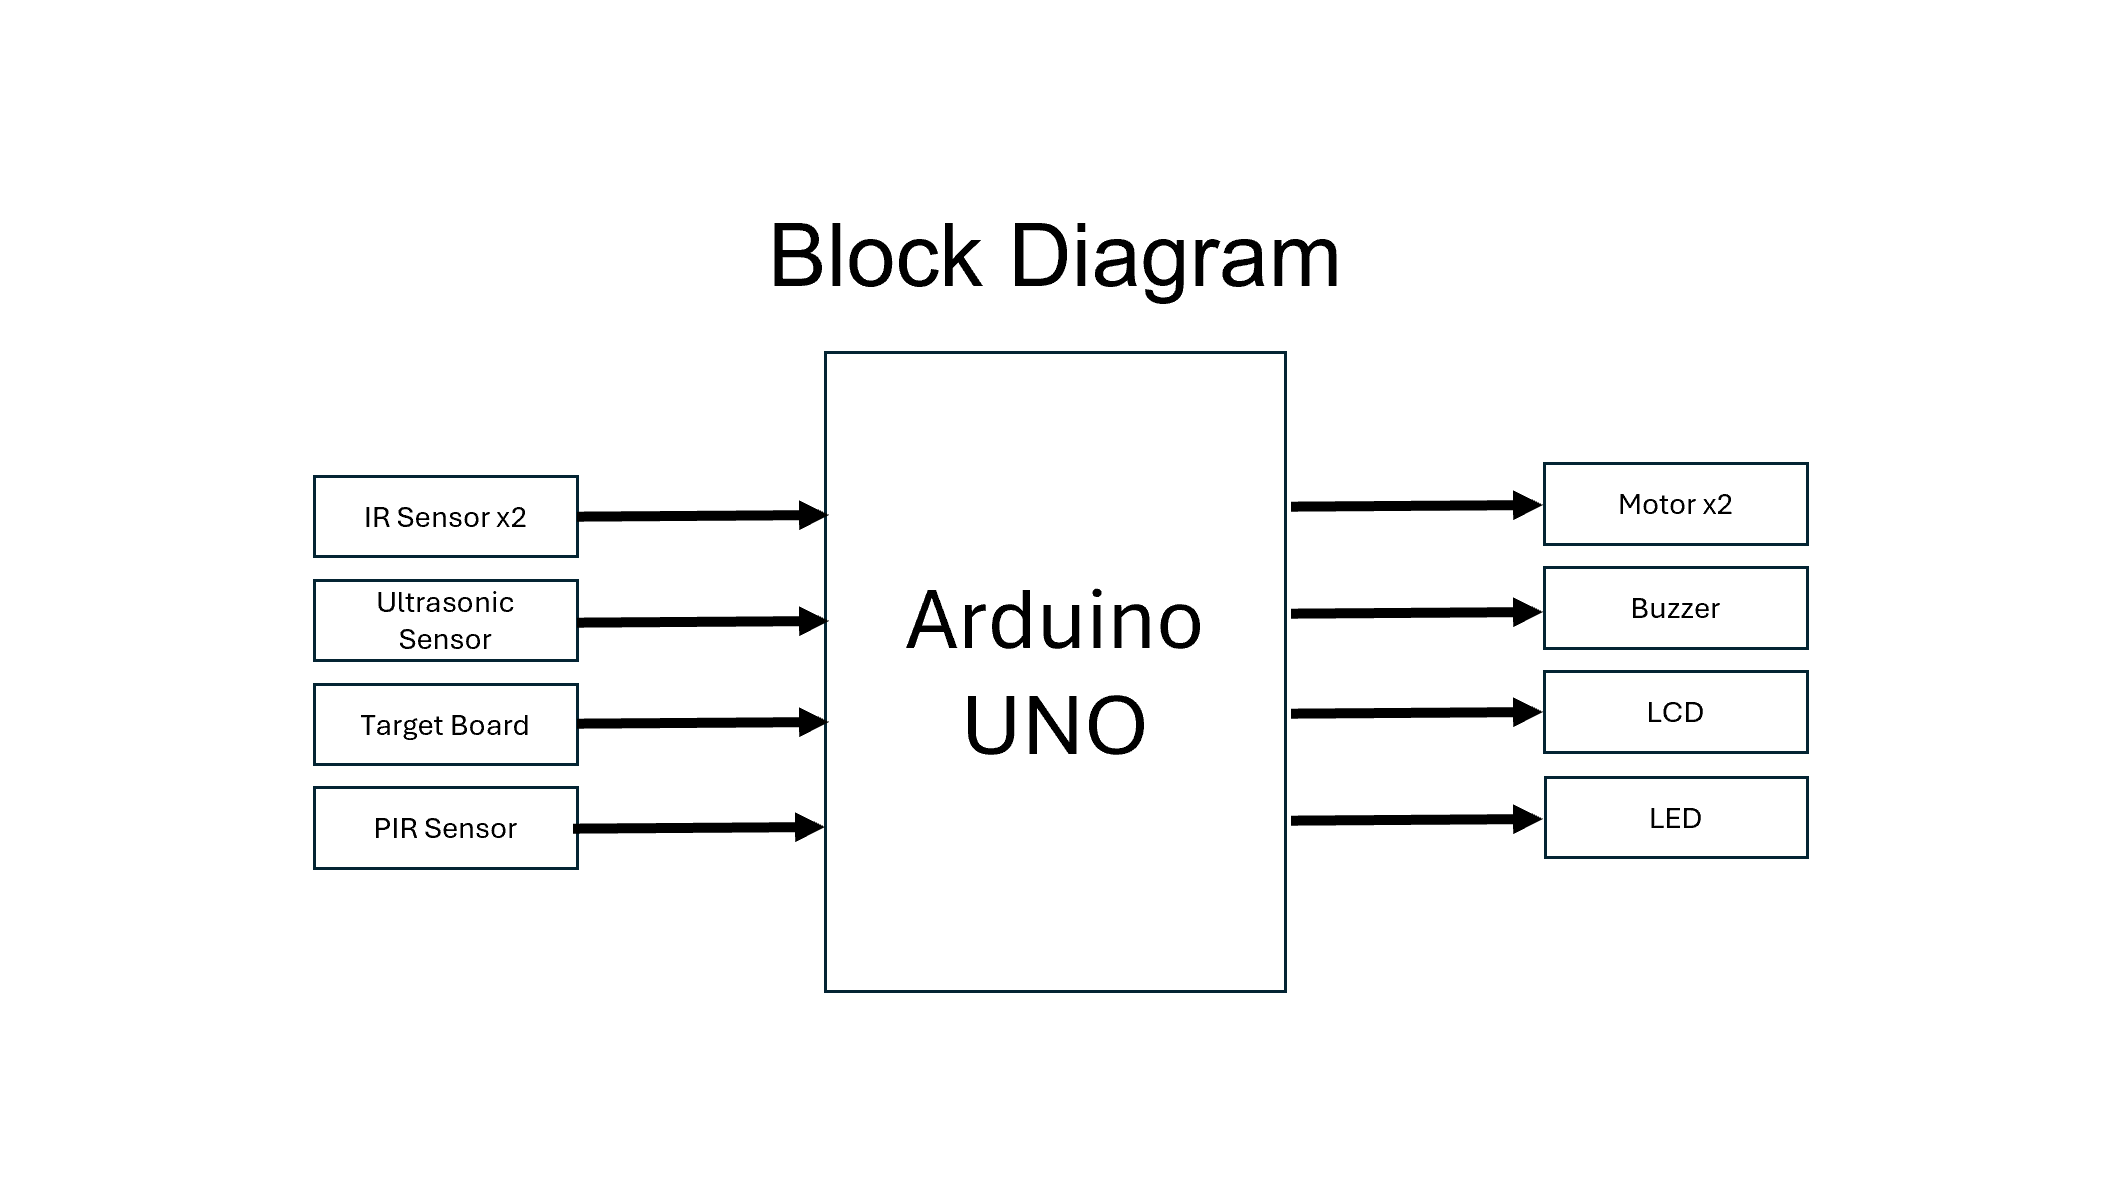 Block Diagram
IR Sensor x2
Ultrasonic
Sensor
Target Board
PIR Sensor
Arduino
UNO
Motor x2
Buzzer
LCD
LED